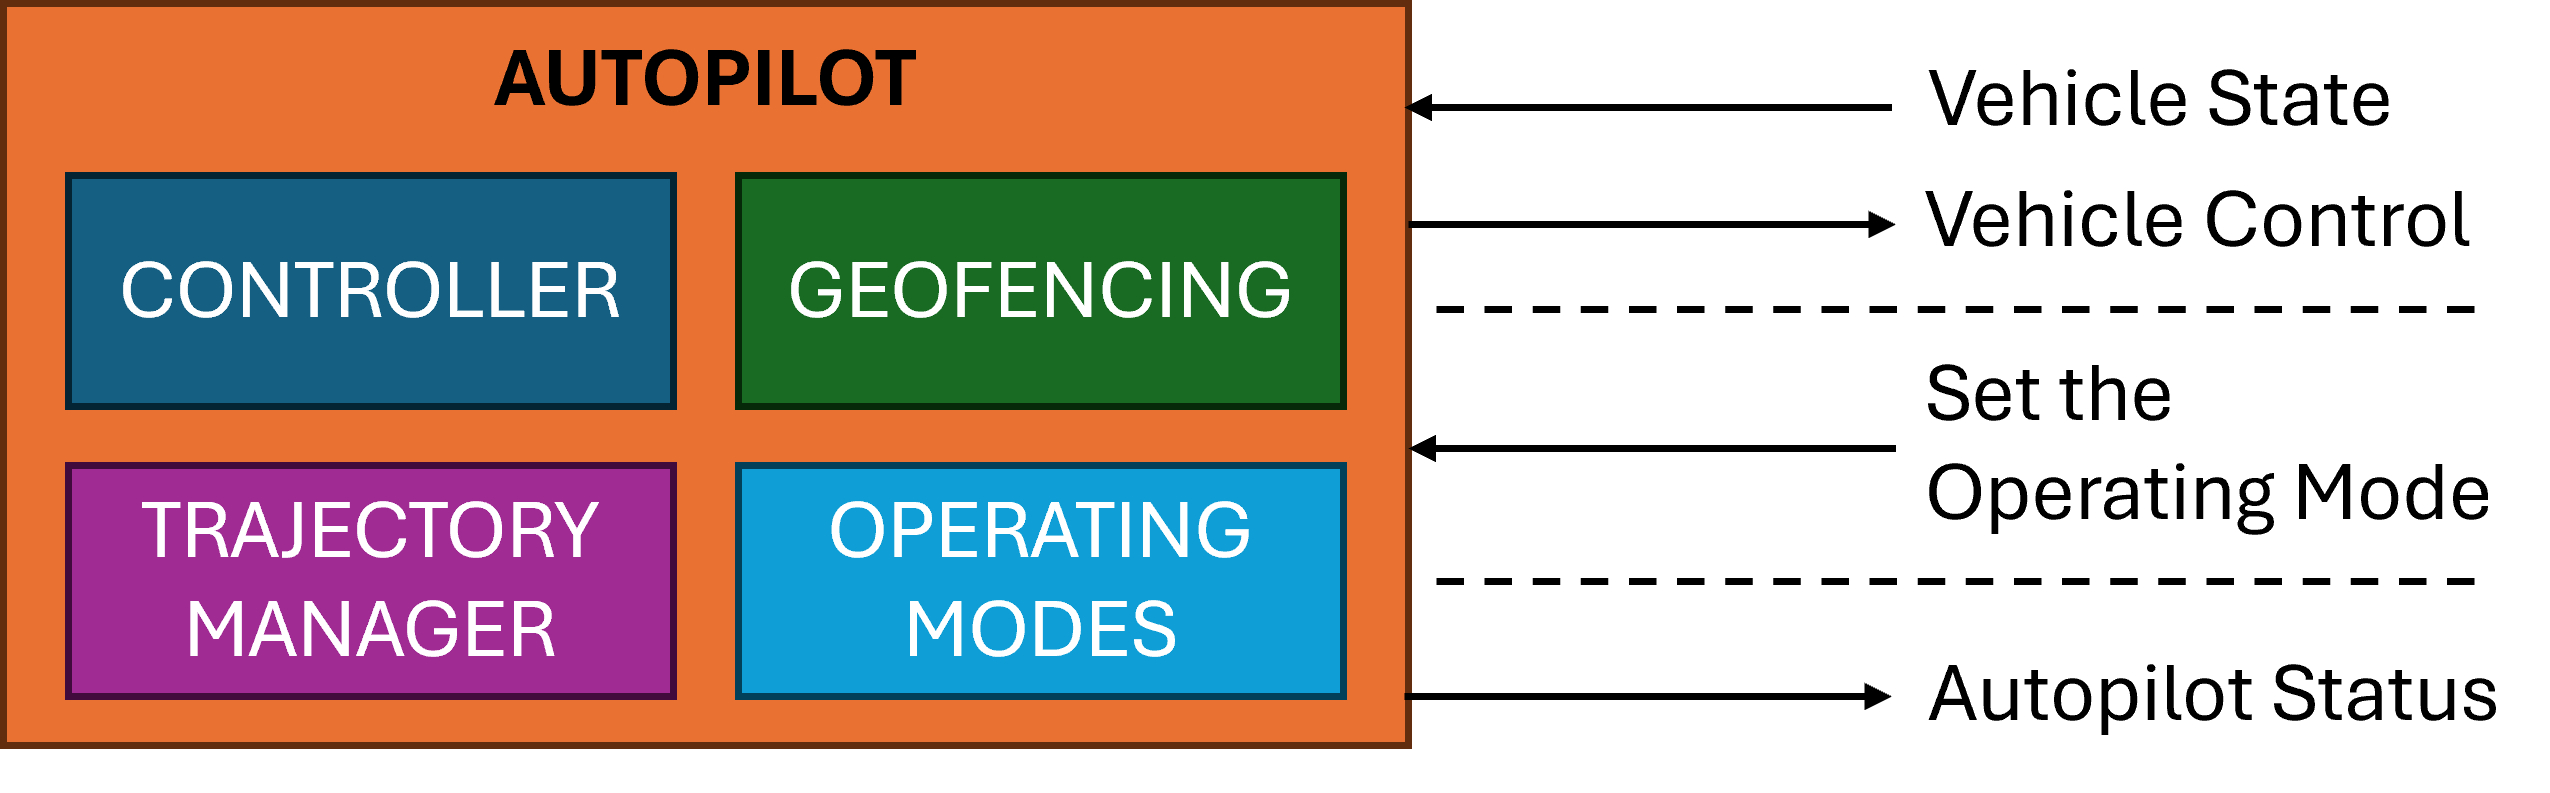 AUTOPILOT
CONTROLLER
GEOFENCING
TRAJECTORY
MANAGER
OPERATING
MODES
Vehicle State
Vehicle Control
Set the
Operating Mode
Autopilot Status